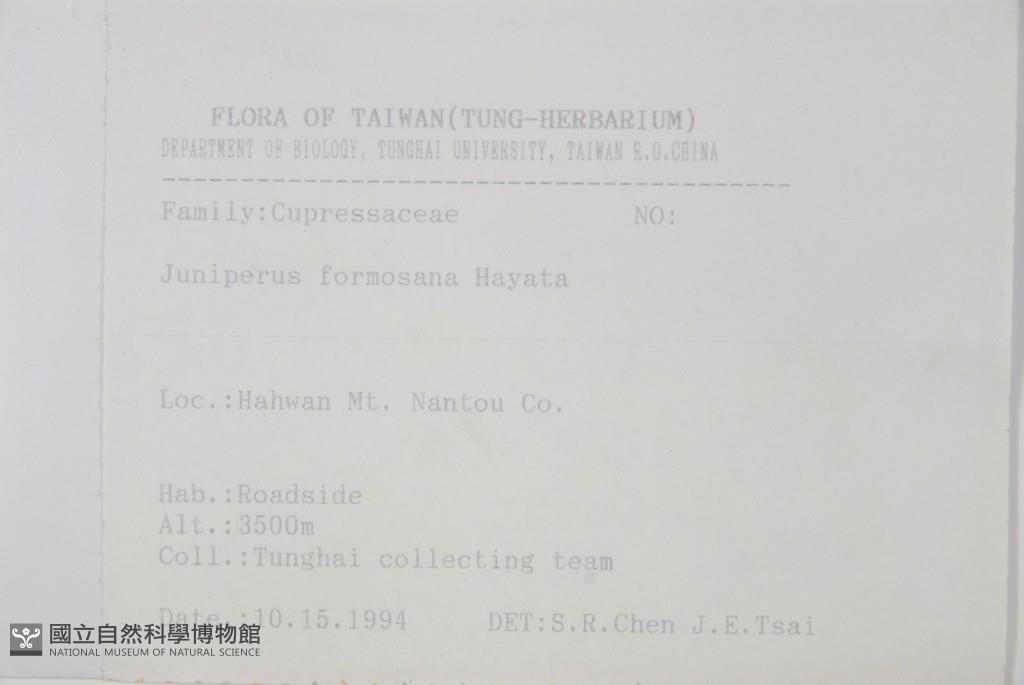 FLORA OF TAIWAN(TUNG-HERBARIUM)
DEPARTMENT OF BIOLOGY, TUNGHAI UNIVERSITY, TAIWAN R.O.CHINA
Family:Cupressaceae NO:
Juniperus formosana Hayata
Loc.:Hahwan Mt. Nantou Co.
Hab.:Roadside
Alt.:3500m
Coll.:Tunghai collecting team
Date.:10.15.1994 DET:S.R.Chen J.E.Tsai
國立自然科學博物館
NATIONAL MUSEUM OF NATURAL SCIENCE